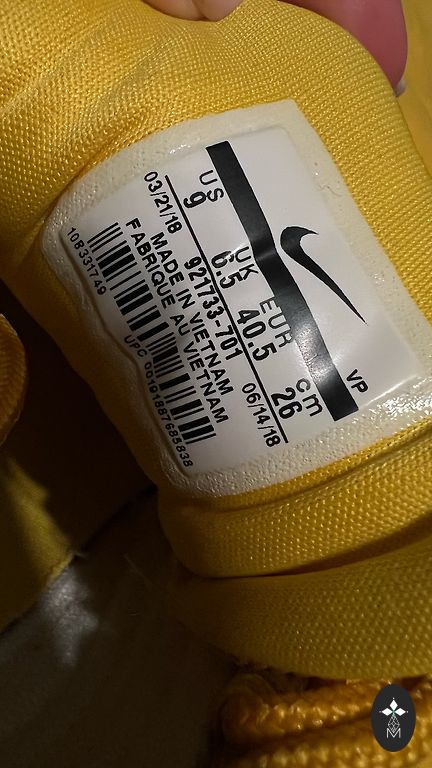 VP
US UK EUR cm
9 6.5 40.5 26
03/21/18 921733-701 06/14/18
MADE IN VIETNAM
FABRIQUE AU VIETNAM
108331749
UPC 00191887685838
M